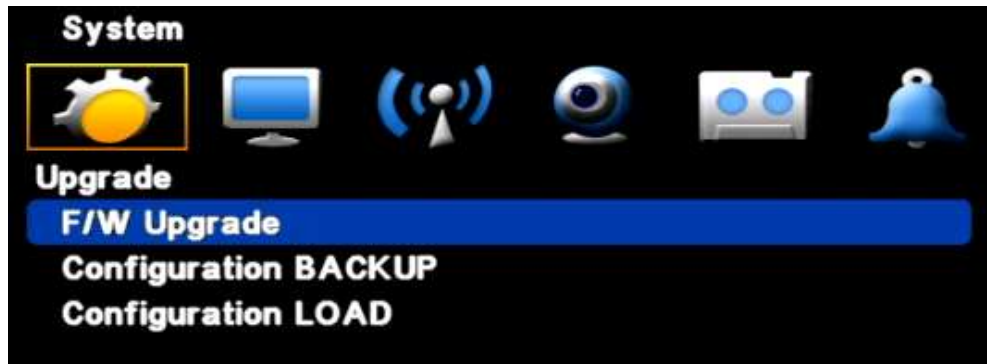 System
Upgrade
F/W Upgrade
Configuration BACKUP
Configuration LOAD